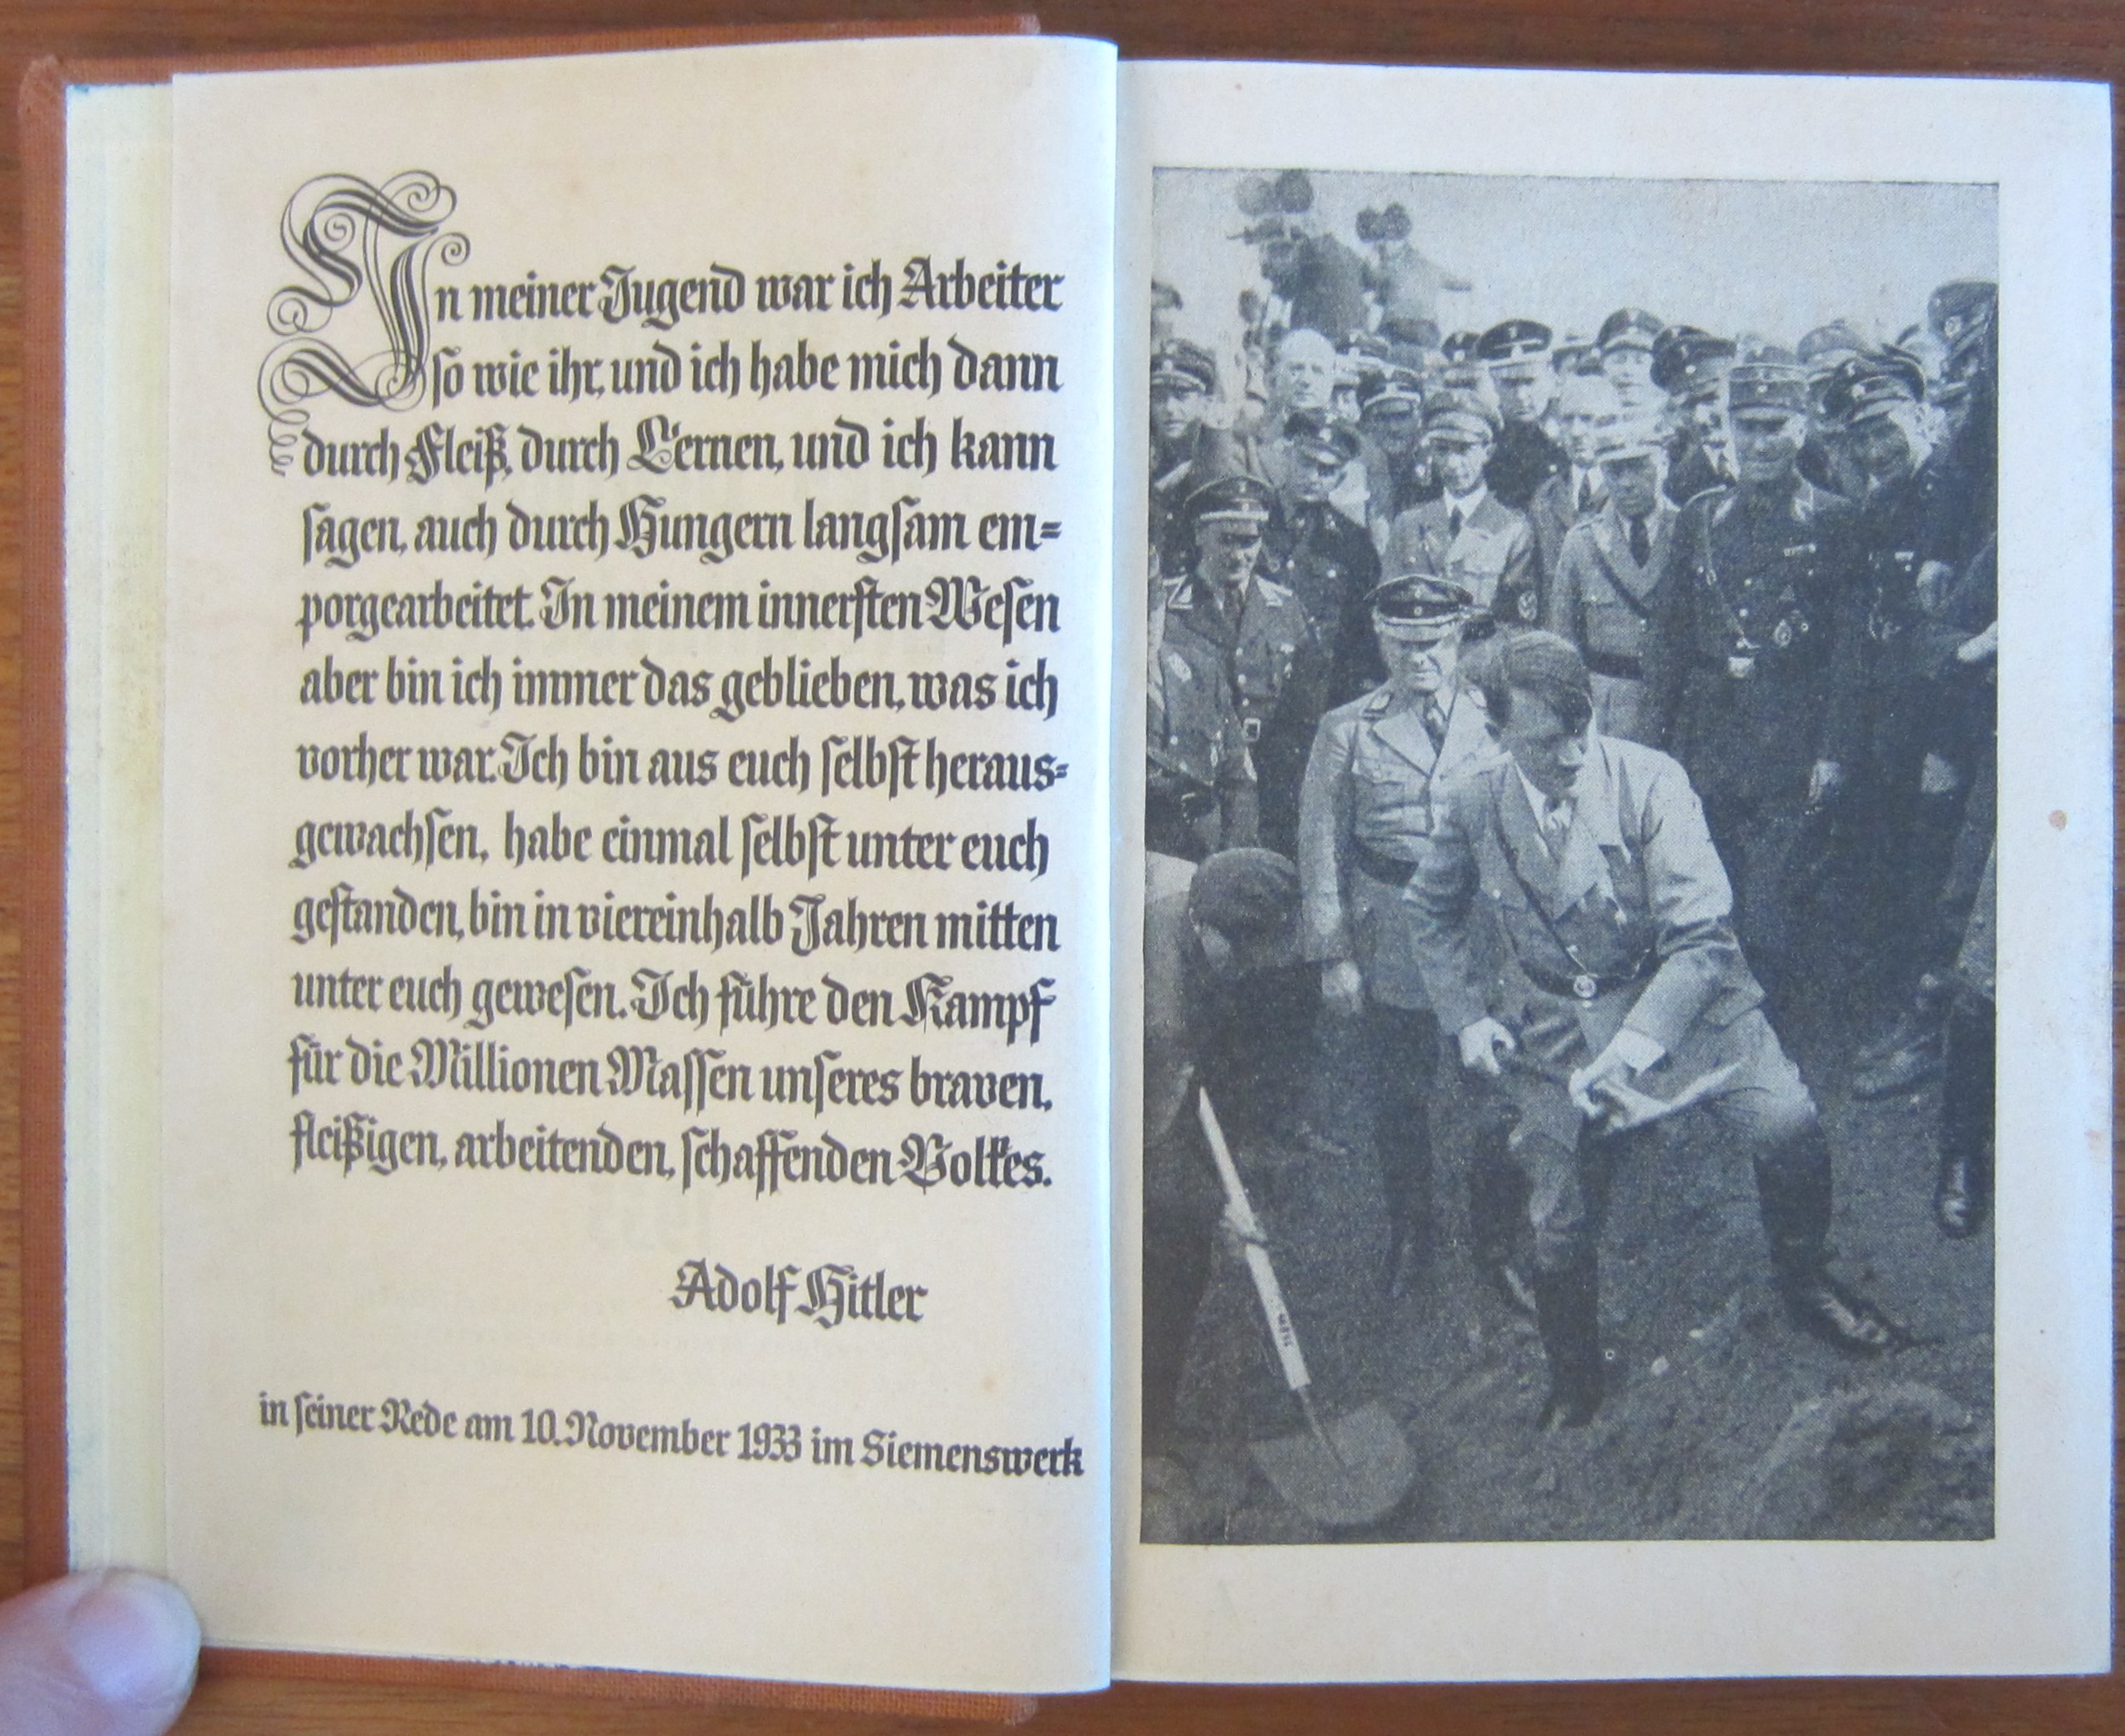 In meiner Jugend war ich Arbeiter
so wie ihr, und ich habe mich dann
durch Fleiß, durch Lernen, und ich kann
sagen, auch durch Hungern langsam em=
porgearbeitet. In meinem innersten Wesen
aber bin ich immer das geblieben, was ich
vorher war. Ich bin aus euch selbst heraus=
gewachsen, habe einmal selbst unter euch
gestanden, bin in viereinhalb Jahren mitten
unter euch gewesen. Ich führe den Kampf
für die Millionen Massen unseres braven,
fleißigen, arbeitenden, schaffenden Volkes.
Adolf Hitler
in seiner Rede am 10. November 1933 im Siemenswerk